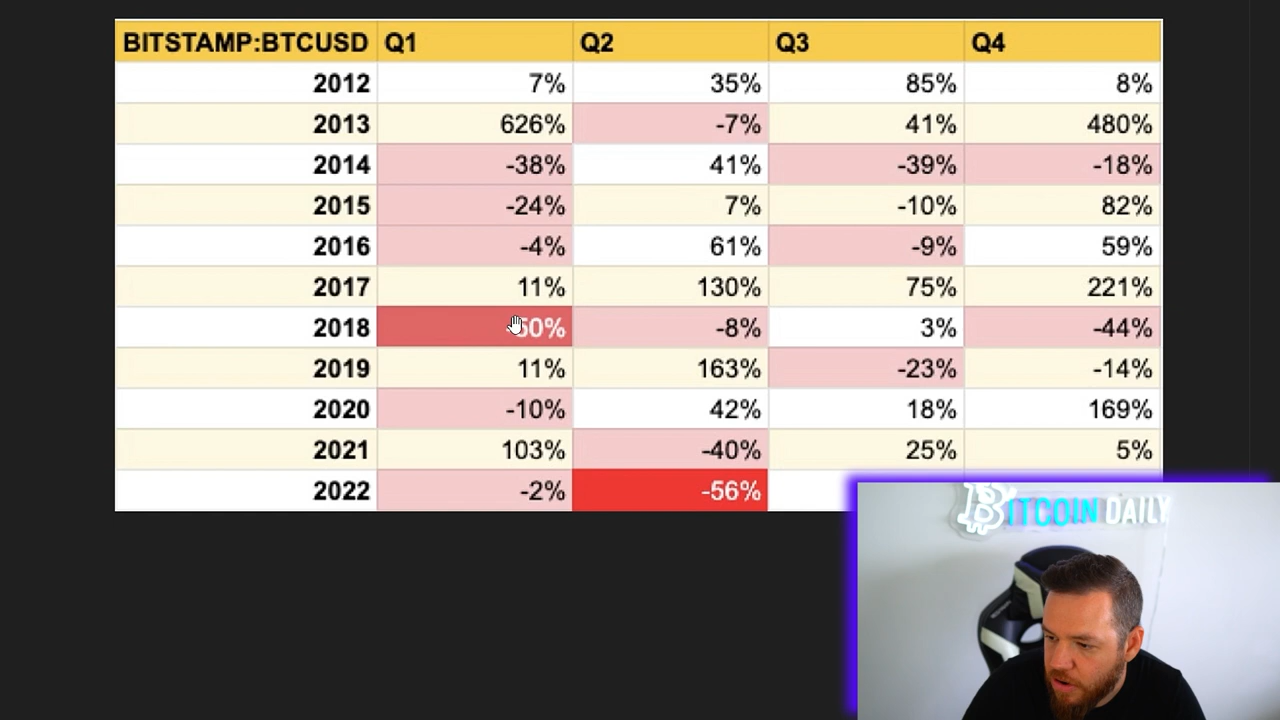 BITSTAMP:BTCUSD Q1 Q2 Q3 Q4
2012 7% 35% 85% 8%
2013 626% -7% 41% 480%
2014 -38% 41% -39% -18%
2015 -24% 7% -10% 82%
2016 -4% 61% -9% 59%
2017 11% 130% 75% 221%
2018 50% -8% 3% -44%
2019 11% 163% -23% -14%
2020 -10% 42% 18% 169%
2021 103% -40% 25% 5%
2022 -2% -56%
BITCOIN DAILY